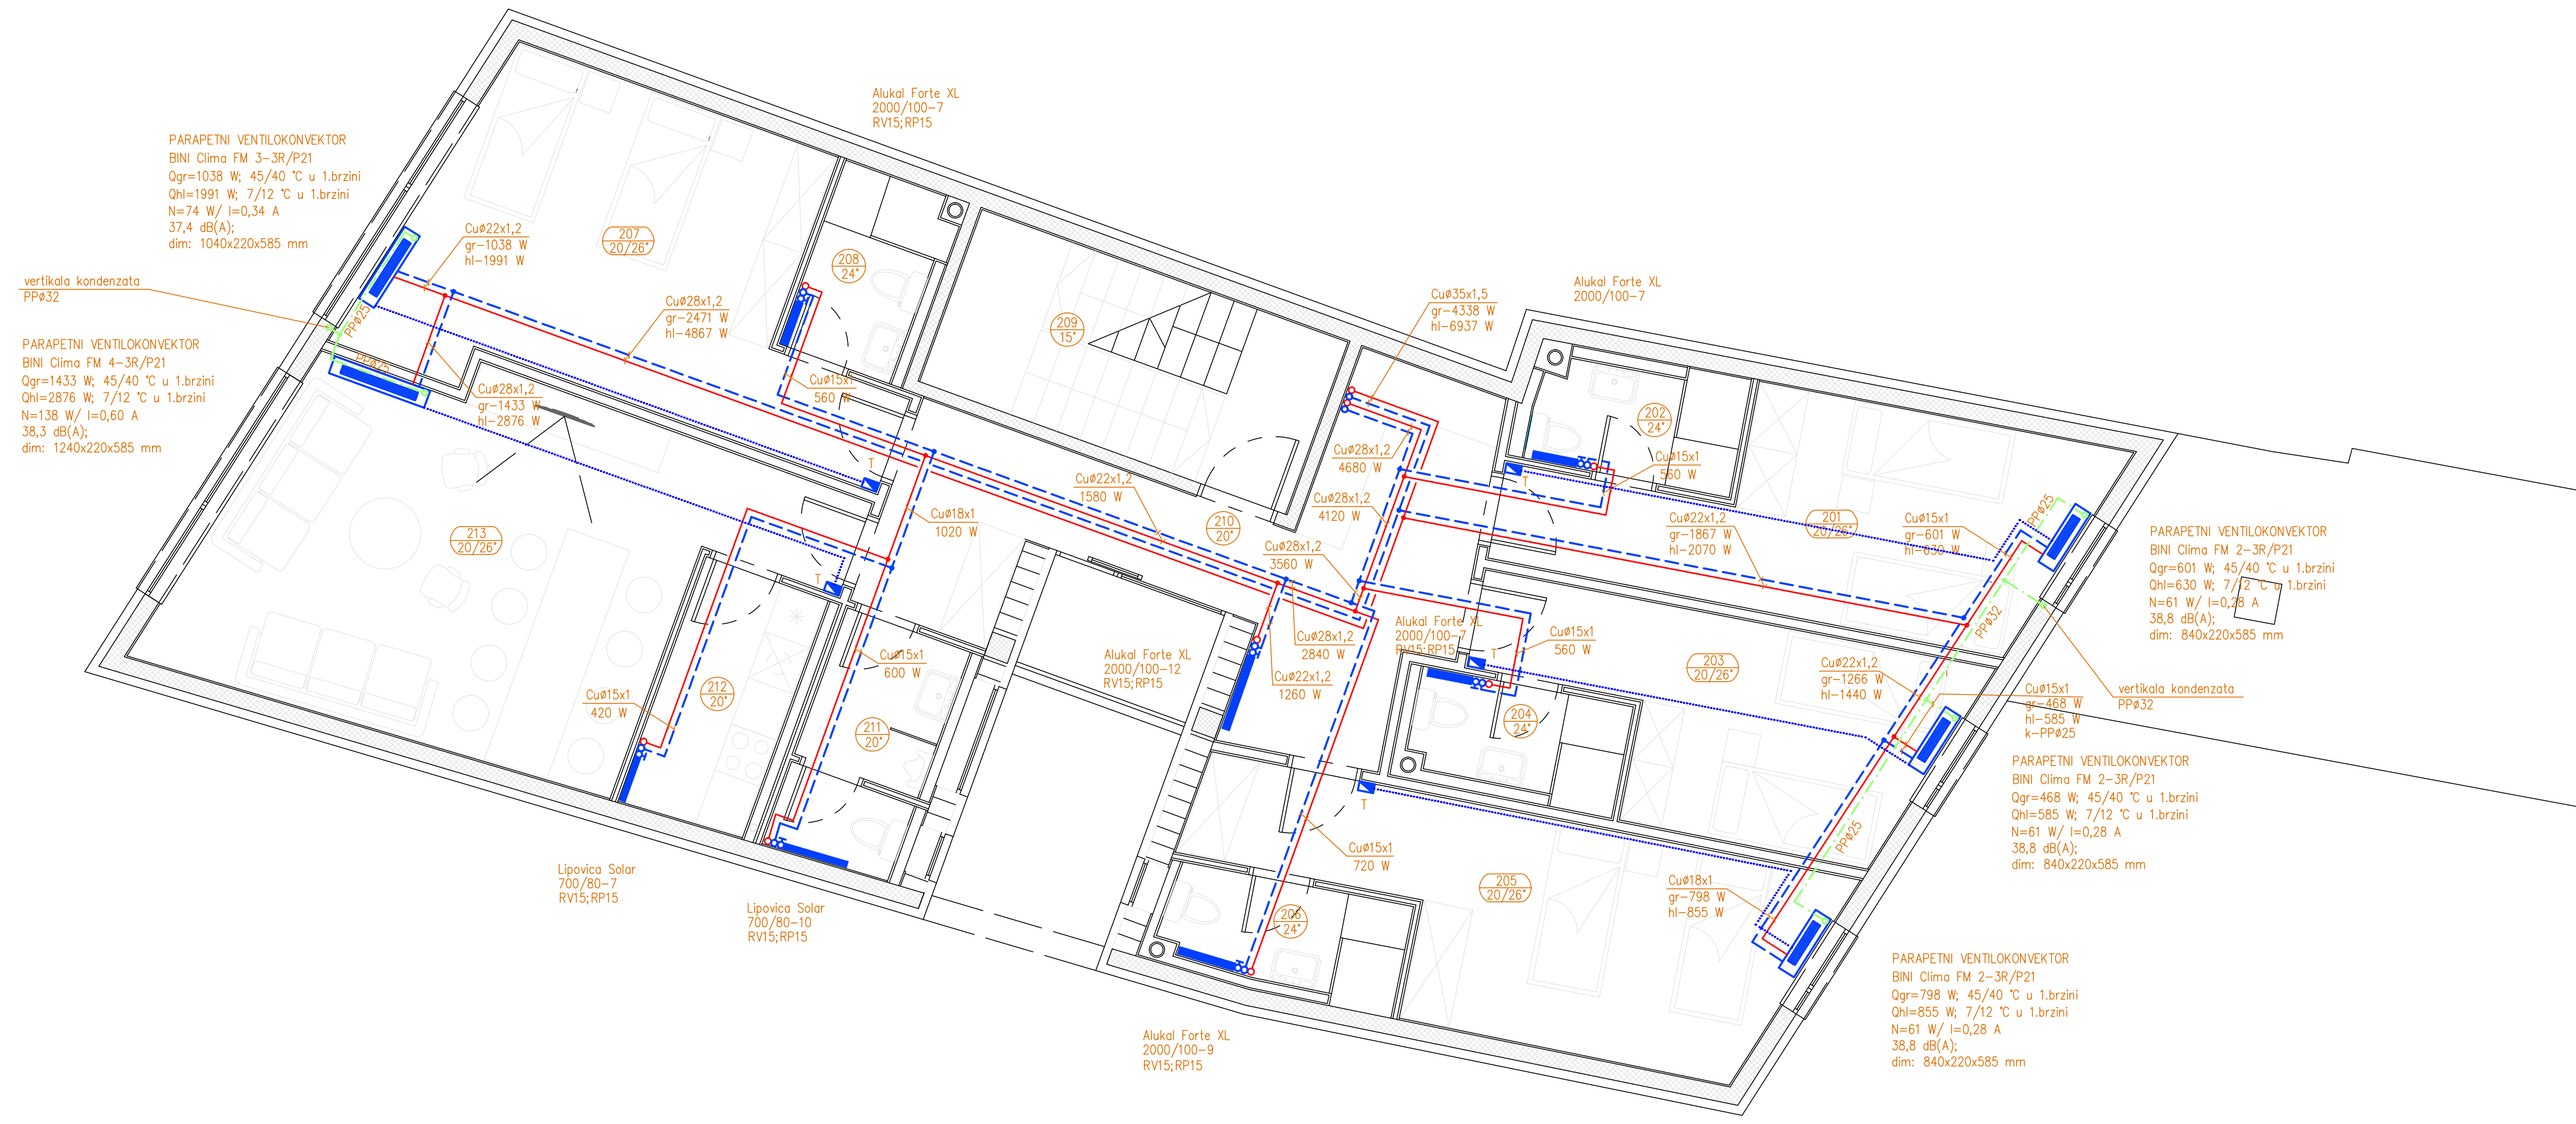 Alukal Forte XL
2000/100-7
RV15;RP15
PARAPETNI VENTILOKONVEKTOR
BINI Clima FM 3-3R/P21
Qgr=1038 W; 45/40 °C u 1.brzini
Qhl=1991 W; 7/12 °C u 1.brzini
N=74 W/ I=0,34 A
37,4 dB(A);
dim: 1040x220x585 mm
vertikala kondenzata
PPø32
PARAPETNI VENTILOKONVEKTOR
BINI Clima FM 4-3R/P21
Qgr=1433 W; 45/40 °C u 1.brzini
Qhl=2876 W; 7/12 °C u 1.brzini
N=138 W/ I=0,60 A
38,3 dB(A);
dim: 1240x220x585 mm
Cuø22x1,2
gr-1038 W
hl-1991 W
207
20/26°
208
24°
PPø25
PPø25
Cuø28x1,2
gr-2471 W
hl-4867 W
Cuø28x1,2
gr-1433 W
hl-2876 W
Cuø15x1
560 W
209
15°
Alukal Forte XL
2000/100-7
Cuø35x1,5
gr-4338 W
hl-6937 W
202
24°
Cuø28x1,2
4680 W
Cuø15x1
560 W
T
T
213
20/26°
Cuø22x1,2
1580 W
Cuø18x1
1020 W
210
20°
Cuø28x1,2
4120 W
Cuø28x1,2
3560 W
Cuø22x1,2
gr-1867 W
hl-2070 W
201
20/26°
Cuø15x1
gr-601 W
hl-630 W
PPø25
PARAPETNI VENTILOKONVEKTOR
BINI Clima FM 2-3R/P21
Qgr=601 W; 45/40 °C u 1.brzini
Qhl=630 W; 7/12 °C u 1.brzini
N=61 W/ I=0,28 A
38,8 dB(A);
dim: 840x220x585 mm
T
Cuø28x1,2
2840 W
Alukal Forte XL
2000/100-7
RV15;RP15
Cuø15x1
560 W
T
PPø32
Cuø15x1
600 W
Alukal Forte XL
2000/100-12
RV15;RP15
Cuø22x1,2
1260 W
203
20/26°
Cuø22x1,2
gr-1266 W
hl-1440 W
Cuø15x1
gr-468 W
hl-585 W
k-PPø25
vertikala kondenzata
PPø32
Cuø15x1
420 W
212
20°
211
20°
204
24°
PARAPETNI VENTILOKONVEKTOR
BINI Clima FM 2-3R/P21
Qgr=468 W; 45/40 °C u 1.brzini
Qhl=585 W; 7/12 °C u 1.brzini
N=61 W/ I=0,28 A
38,8 dB(A);
dim: 840x220x585 mm
T
Cuø15x1
720 W
PPø25
Lipovica Solar
700/80-7
RV15;RP15
Lipovica Solar
700/80-10
RV15;RP15
206
24°
205
20/26°
Cuø18x1
gr-798 W
hl-855 W
Alukal Forte XL
2000/100-9
RV15;RP15
PARAPETNI VENTILOKONVEKTOR
BINI Clima FM 2-3R/P21
Qgr=798 W; 45/40 °C u 1.brzini
Qhl=855 W; 7/12 °C u 1.brzini
N=61 W/ I=0,28 A
38,8 dB(A);
dim: 840x220x585 mm